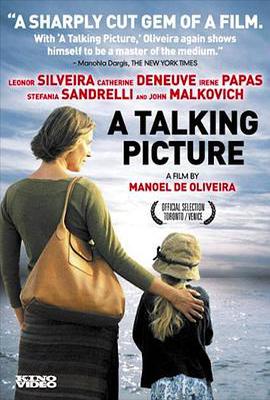 "A SHARPLY CUT GEM OF A FILM.
With 'A Talking Picture,' Oliveira again shows
himself to be a master of the medium."
— Manohla Dargis, THE NEW YORK TIMES
LEONOR SILVEIRA CATHERINE DENEUVE IRENE PAPAS
STEFANIA SANDRELLI AND JOHN MALKOVICH
A TALKING
PICTURE
A FILM BY
MANOEL DE OLIVEIRA
OFFICIAL SELECTION
TORONTO / VENICE
KINO
VIDEO